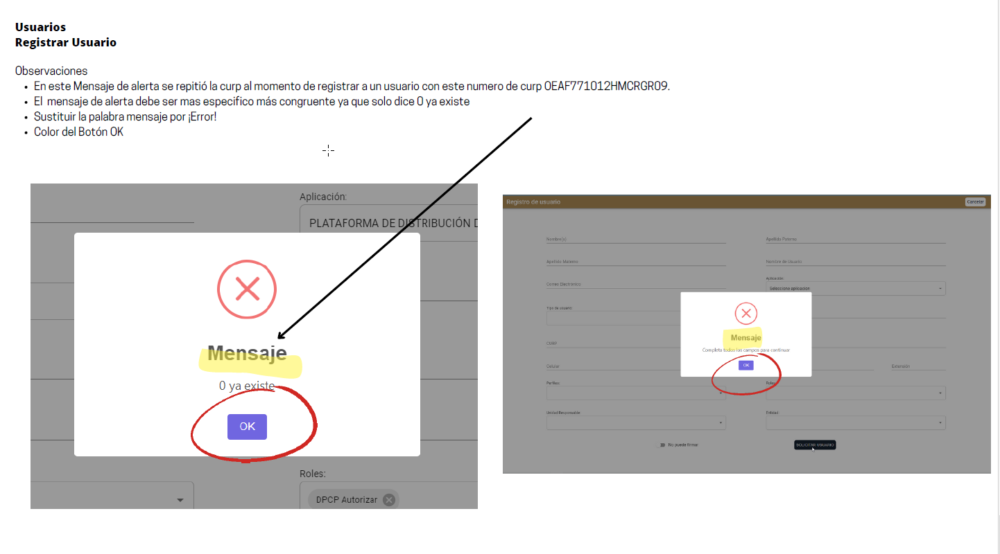 Usuarios
Registrar Usuario
Observaciones
• En este Mensaje de alerta se repitió la curp al momento de registrar a un usuario con este numero de curp OEAF771012HMCRGR09.
• El mensaje de alerta debe ser mas especifico más congruente ya que solo dice 0 ya existe
• Sustituir la palabra mensaje por ¡Error!
• Color del Botón OK
Aplicación:
PLATAFORMA DE DISTRIBUCIÓN D
Mensaje
0 ya existe
OK
Roles:
DPCP Autorizar
Registro de usuario
Cancelar
Nombre(s)
Apellido Paterno
Apellido Materno
Nombre de Usuario
Correo Electrónico
Aplicación:
Seleccione aplicacion
Tipo de usuario:
Mensaje
CURP
Completa todos los campos para continuar
OK
Celular
Extensión
Perfiles:
Roles:
Unidad Responsable:
Entidad:
No puede firmar
SOLICITAR USUARIO